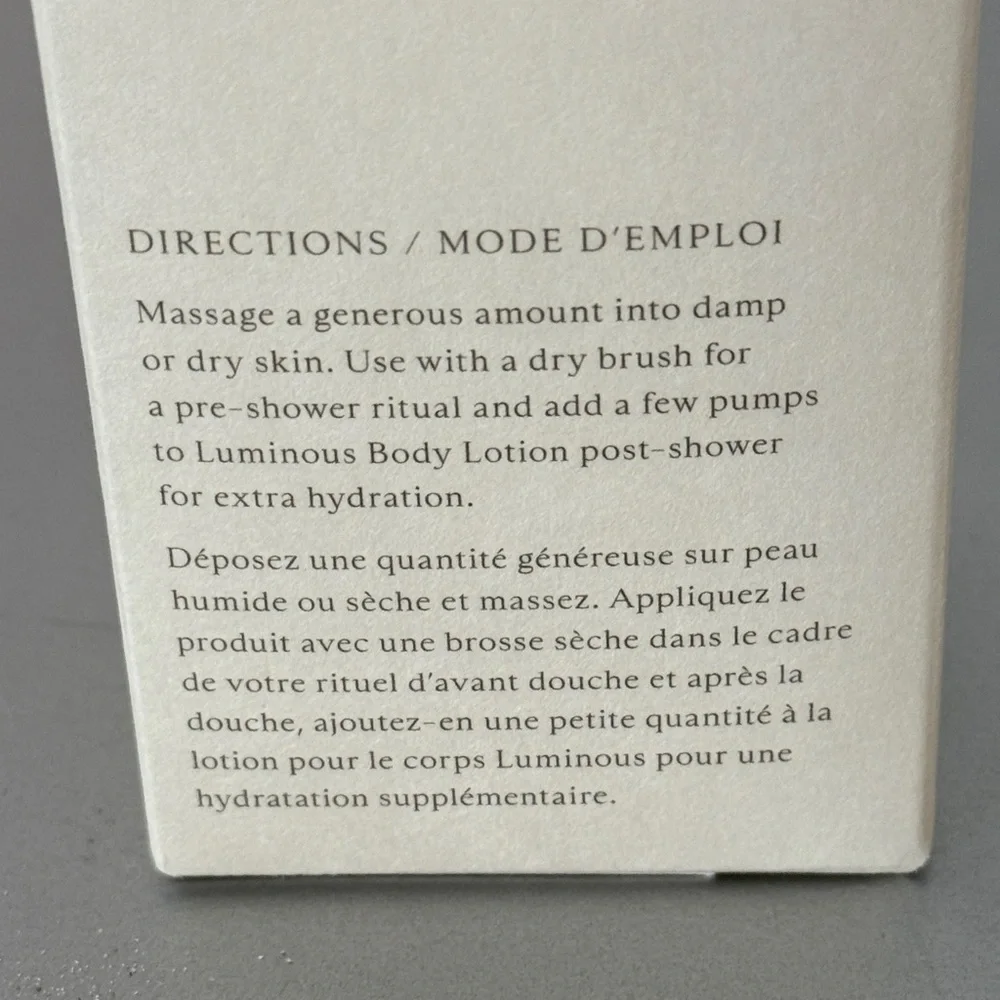 DIRECTIONS / MODE D'EMPLOI
Massage a generous amount into damp
or dry skin. Use with a dry brush for
a pre-shower ritual and add a few pumps
to Luminous Body Lotion post-shower
for extra hydration.
Déposez une quantité généreuse sur peau
humide ou sèche et massez. Appliquez le
produit avec une brosse sèche dans le cadre
de votre rituel d'avant douche et après la
douche, ajoutez-en une petite quantité à la
lotion pour le corps Luminous pour une
hydratation supplémentaire.